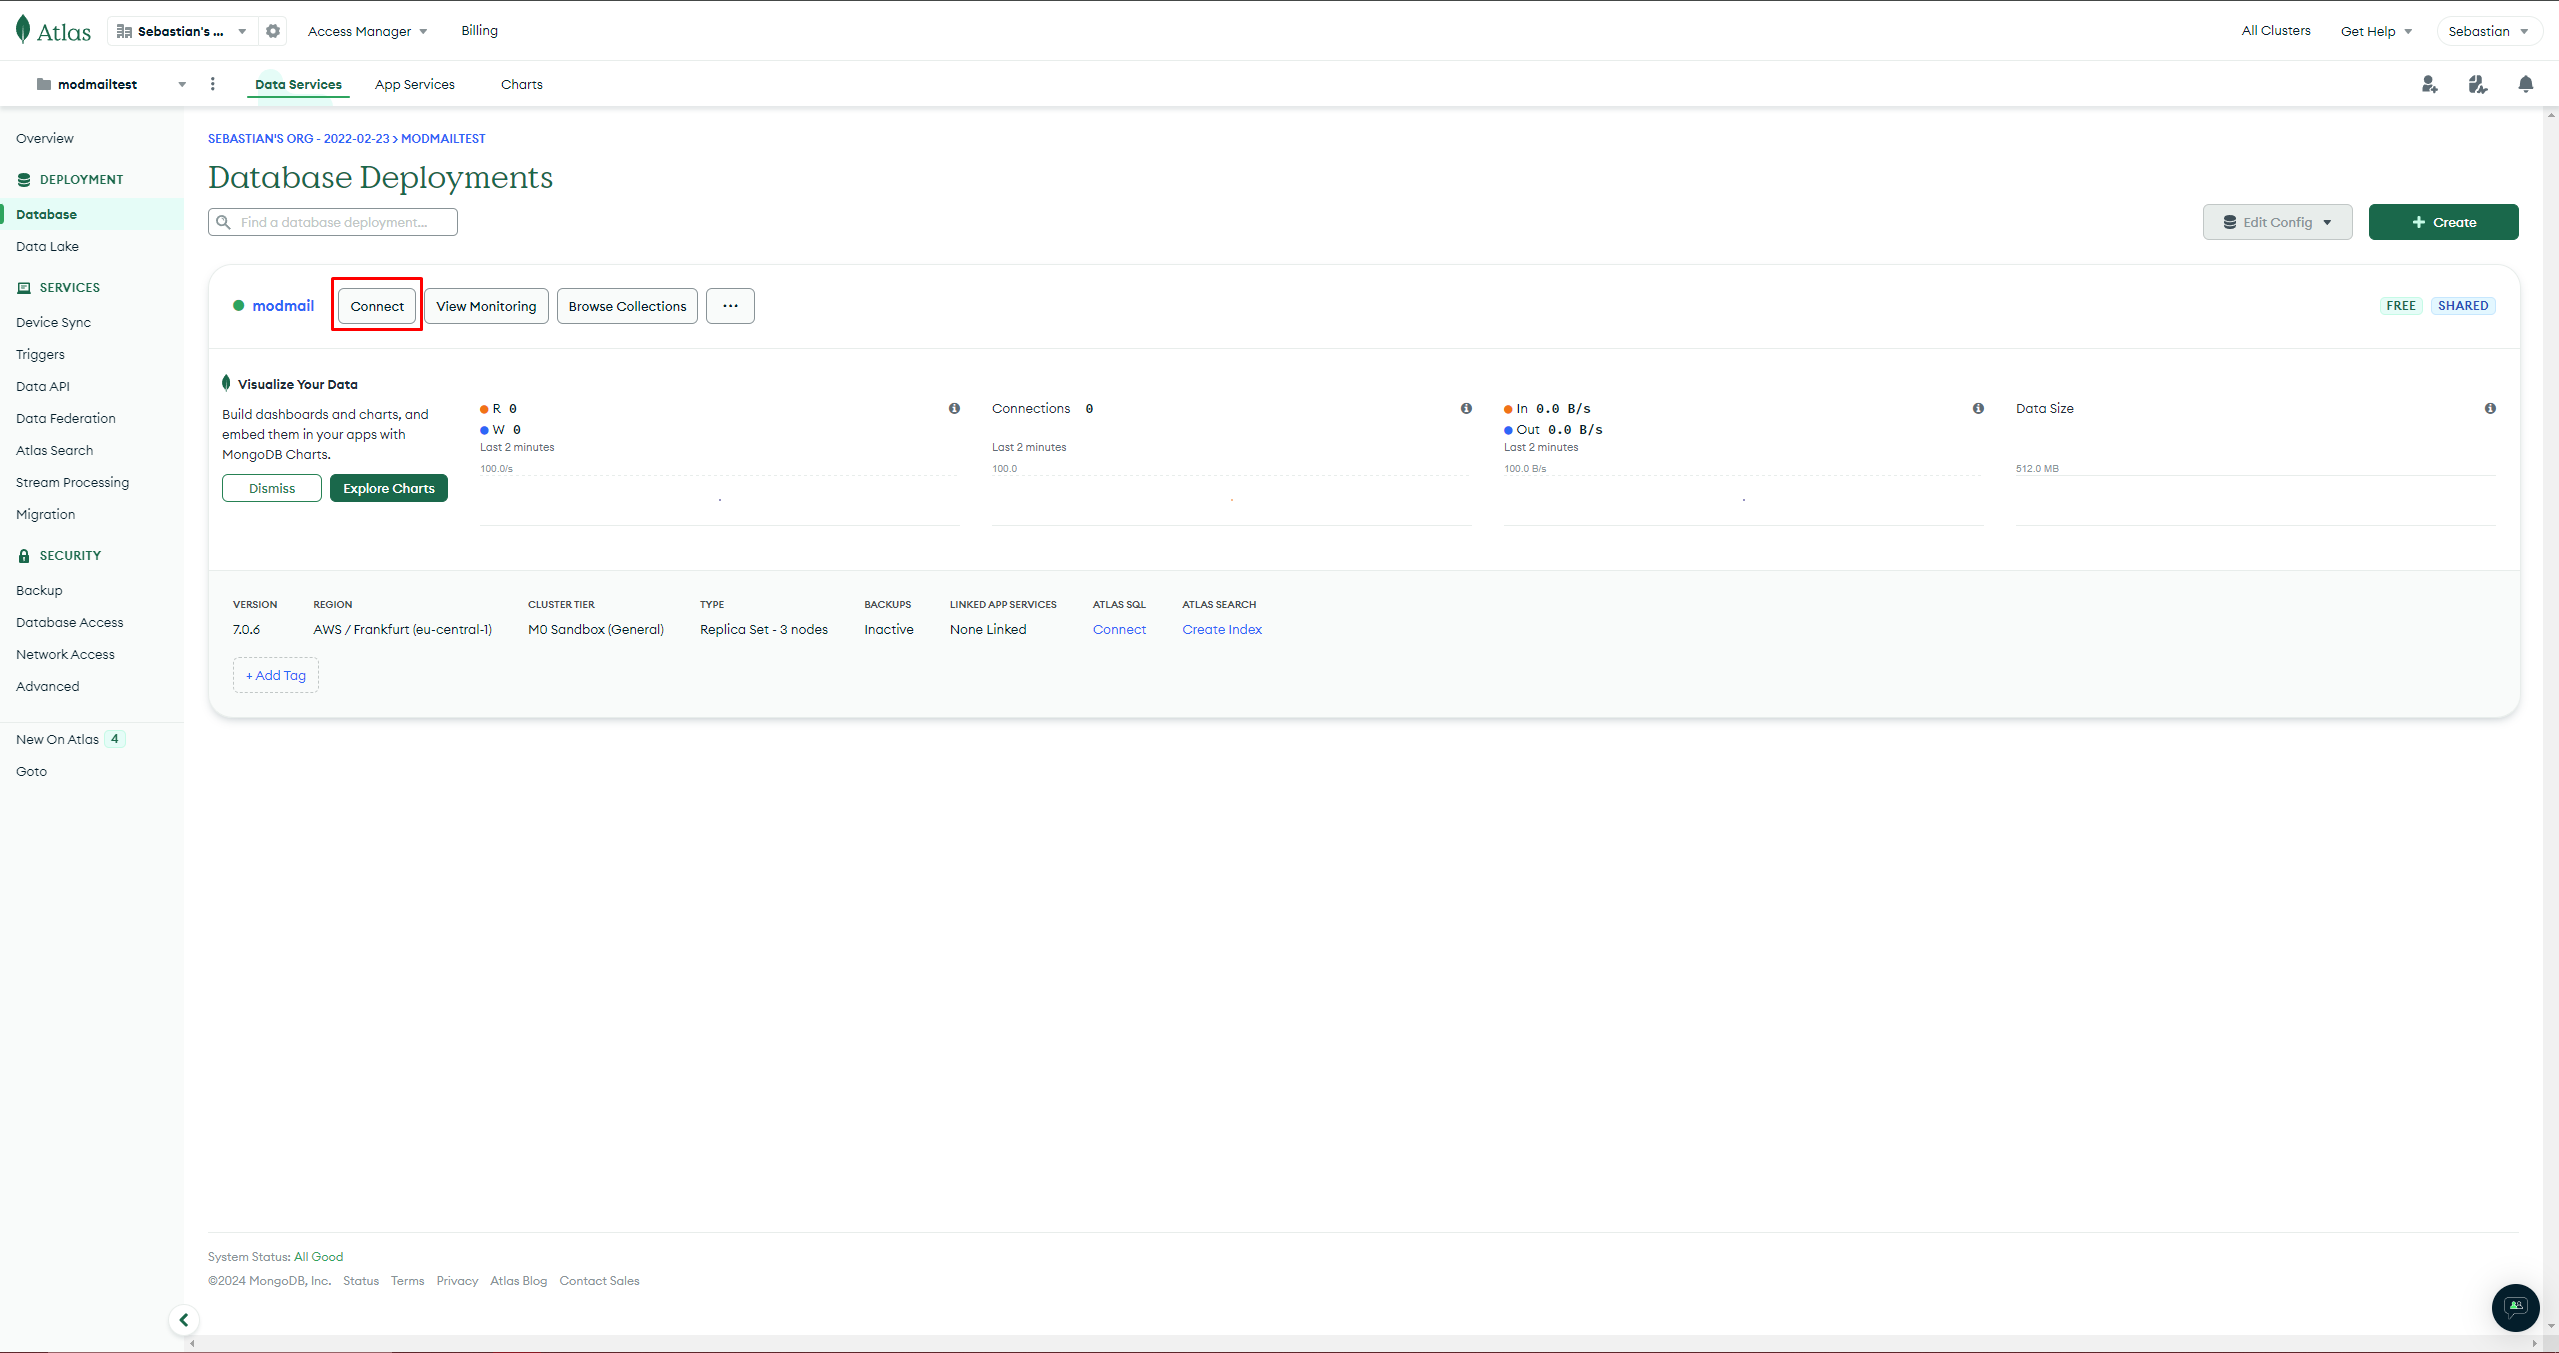 Atlas
Sebastian's ...
Access Manager
Billing
All Clusters
Get Help
Sebastian
modmailtest
Data Services
App Services
Charts
Overview
DEPLOYMENT
Database
Data Lake
SERVICES
Device Sync
Triggers
Data API
Data Federation
Atlas Search
Stream Processing
Migration
SECURITY
Backup
Database Access
Network Access
Advanced
New On Atlas 4
Goto
SEBASTIAN'S ORG - 2022-02-23 > MODMAILTEST
Database Deployments
Find a database deployment...
Edit Config
+ Create
modmail
Connect
View Monitoring
Browse Collections
...
FREE
SHARED
Visualize Your Data
Build dashboards and charts, and
embed them in your apps with
MongoDB Charts.
Dismiss
Explore Charts
R 0
W 0
Last 2 minutes
100.0/s
Connections 0
Last 2 minutes
100.0
In 0.0 B/s
Out 0.0 B/s
Last 2 minutes
100.0 B/s
Data Size
512.0 MB
VERSION
7.0.6
REGION
AWS / Frankfurt (eu-central-1)
CLUSTER TIER
M0 Sandbox (General)
TYPE
Replica Set - 3 nodes
BACKUPS
Inactive
LINKED APP SERVICES
None Linked
ATLAS SQL
Connect
ATLAS SEARCH
Create Index
+ Add Tag
System Status: All Good
©2024 MongoDB, Inc. Status Terms Privacy Atlas Blog Contact Sales